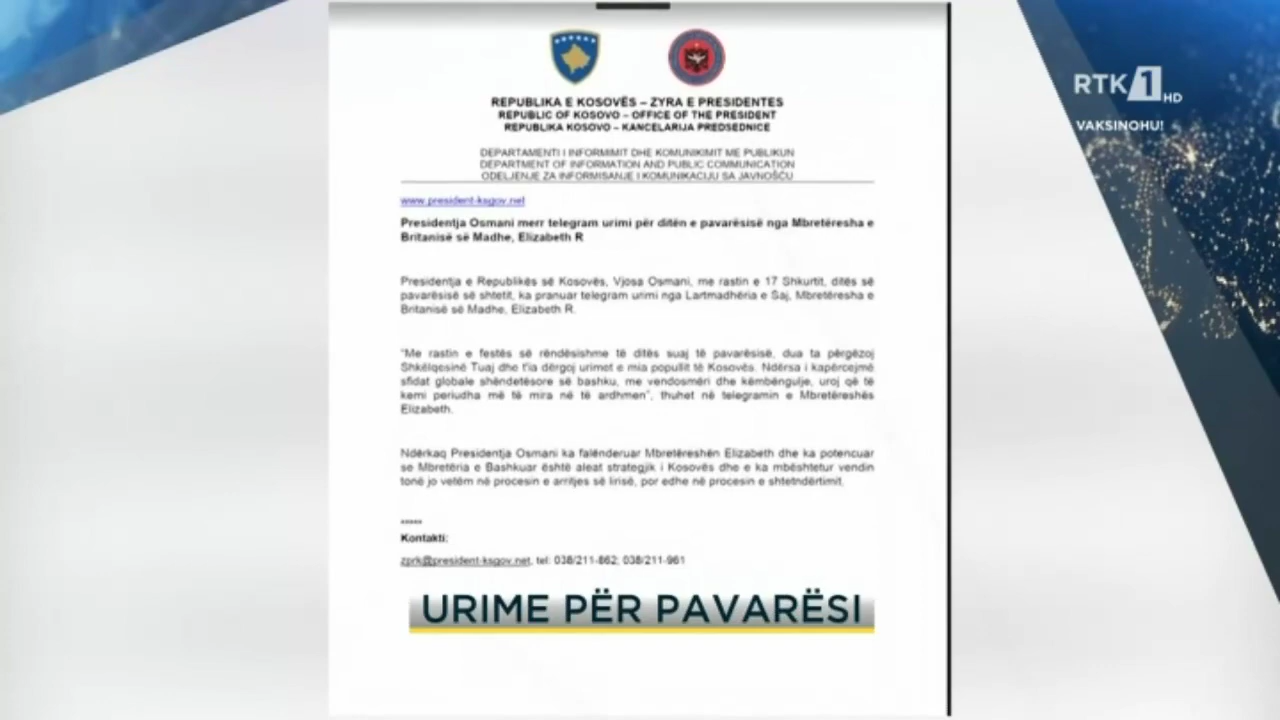 REPUBLIKA E KOSOVËS – ZYRA E PRESIDENTES
REPUBLIC OF KOSOVO – OFFICE OF THE PRESIDENT
REPUBLIKA KOSOVO – KANCELARIJA PREDSEDNICE
DEPARTAMENTI I INFORMIMIT DHE KOMUNIKIMIT ME PUBLIKUN
DEPARTMENT OF INFORMATION AND PUBLIC COMMUNICATION
ODELJENJE ZA INFORMISANJE I KOMUNIKACIJU SA JAVNOŠĆU
www.president-ksgov.net
Presidentja Osmani merr telegram urimi për ditën e pavarësisë nga Mbretëresha e
Britanisë së Madhe, Elizabeth R
Presidentja e Republikës së Kosovës, Vjosa Osmani, me rastin e 17 Shkurtit, ditës së
pavarësisë së shtetit, ka pranuar telegram urimi nga Lartmadhëria e Saj, Mbretëresha e
Britanisë së Madhe, Elizabeth R.
“Me rastin e festës së rëndësishme të ditës suaj të pavarësisë, dua ta përgëzoj
Shkëlqesinë Tuaj dhe t'ia dërgoj urimet e mia popullit të Kosovës. Ndërsa i kapërcejmë
sfidat globale shëndetësore së bashku, me vendosmëri dhe këmbëngulje, uroj që të
kemi periudha më të mira në të ardhmen”, thuhet në telegramin e Mbretëreshës
Elizabeth.
Ndërkaq Presidentja Osmani ka falënderuar Mbretëreshën Elizabeth dhe ka potencuar
se Mbretëria e Bashkuar është aleat strategjik i Kosovës dhe e ka mbështetur vendin
tonë jo vetëm në procesin e arritjes së lirisë, por edhe në procesin e shtetndërtimit.
*****
Kontakti:
zprk@president-ksgov.net, tel: 038/211-862; 038/211-961
URIME PËR PAVARËSI
RTK1HD
VAKSINOHU!